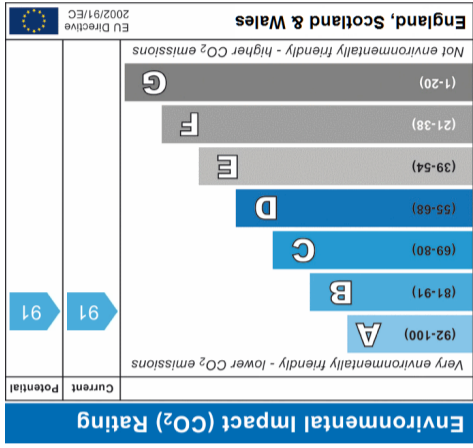 Environmental Impact (CO₂) Rating
Current Potential
Very environmentally friendly - lower CO₂ emissions
(92-100) A
(81-91) B
91 91
(69-80) C
(55-68) D
(39-54) E
(21-38) F
(1-20) G
Not environmentally friendly - higher CO₂ emissions
England, Scotland & Wales
EU Directive
2002/91/EC